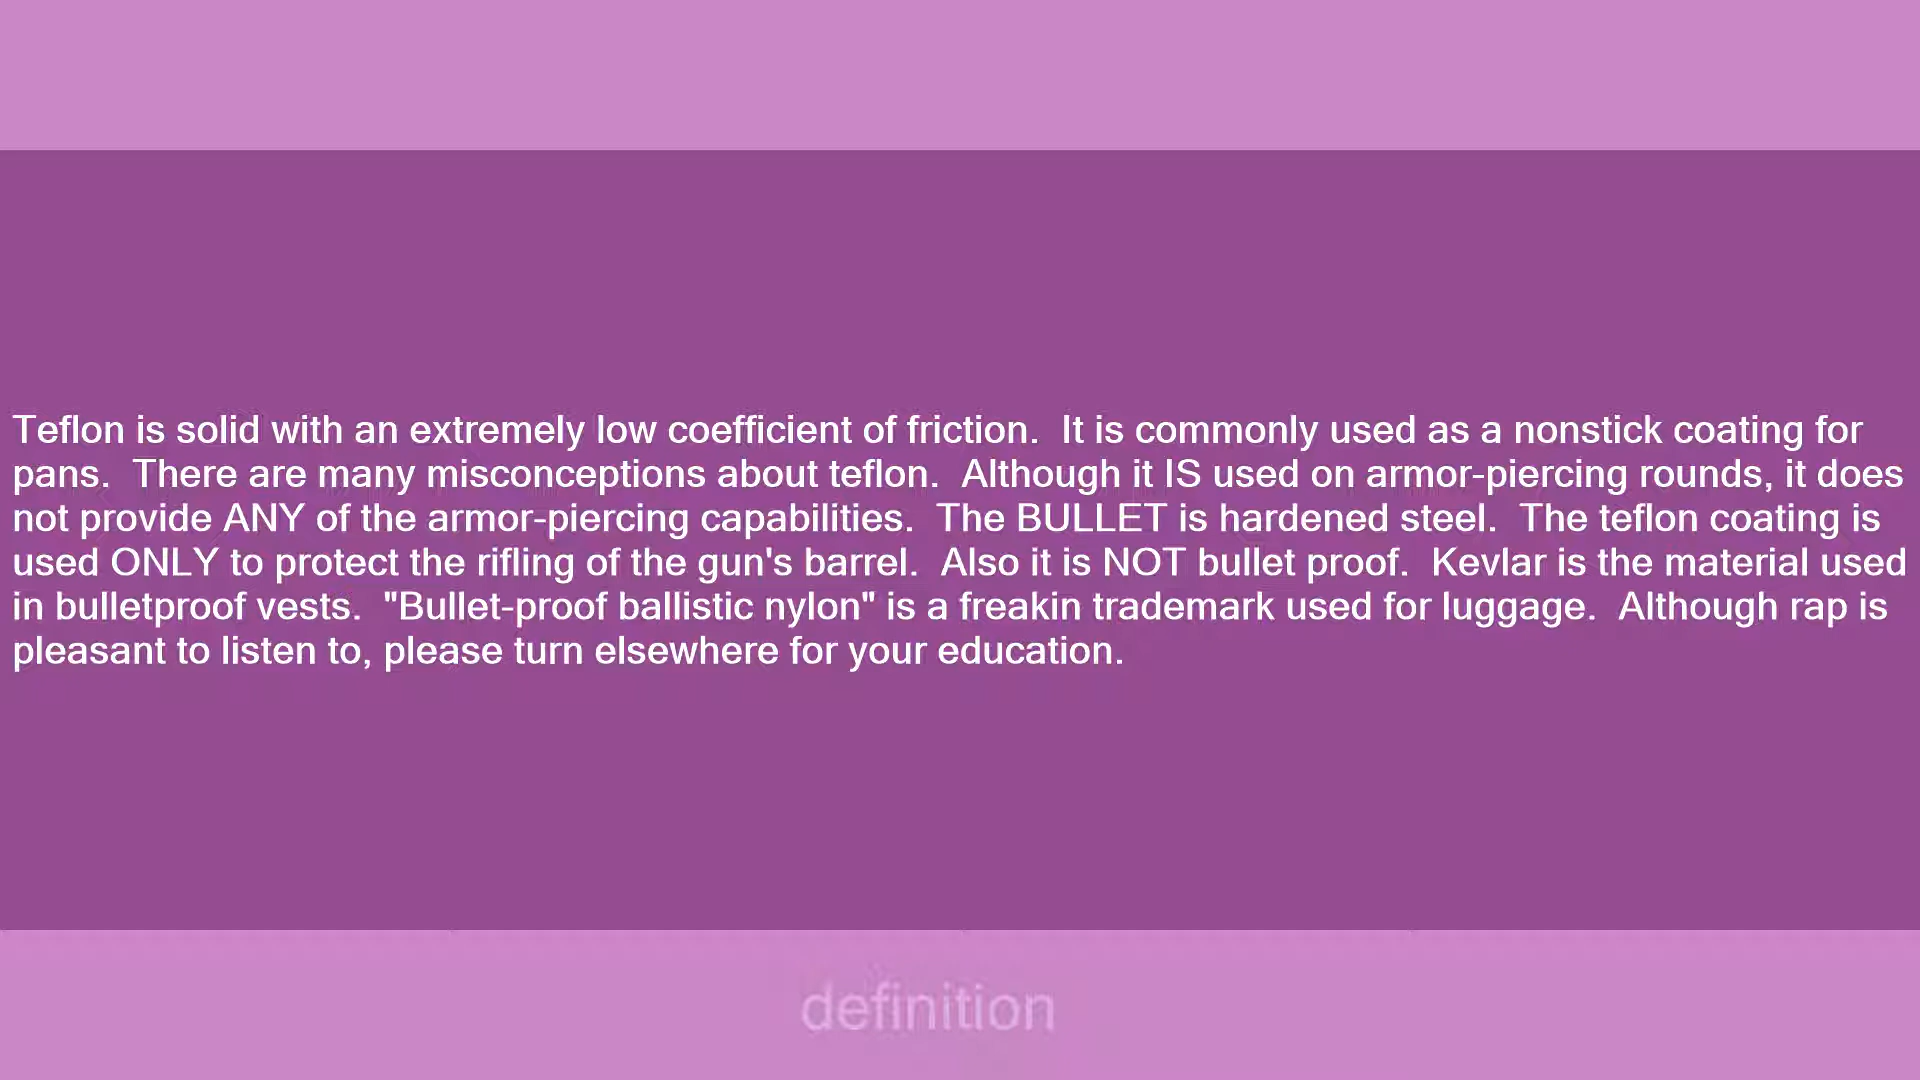 Teflon is solid with an extremely low coefficient of friction.  It is commonly used as a nonstick coating for
pans.  There are many misconceptions about teflon.  Although it IS used on armor-piercing rounds, it does
not provide ANY of the armor-piercing capabilities.  The BULLET is hardened steel.  The teflon coating is
used ONLY to protect the rifling of the gun's barrel.  Also it is NOT bullet proof.  Kevlar is the material used
in bulletproof vests.  "Bullet-proof ballistic nylon" is a freakin trademark used for luggage.  Although rap is
pleasant to listen to, please turn elsewhere for your education.
definition